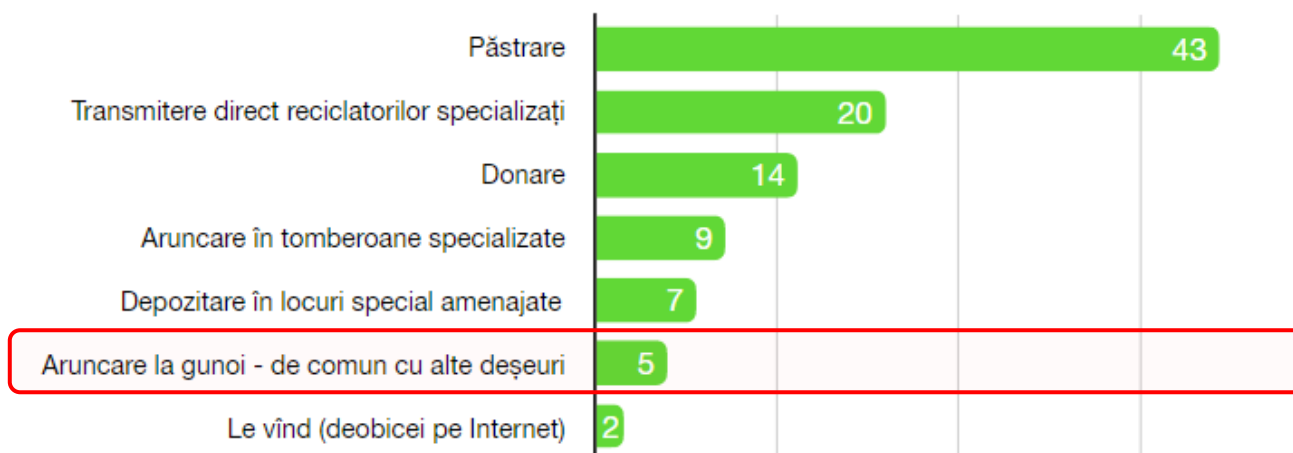 Păstrare 43
Transmitere direct reciclatorilor specializați 20
Donare 14
Aruncare în tomberoane specializate 9
Depozitare în locuri special amenajate 7
Aruncare la gunoi - de comun cu alte deșeuri 5
Le vînd (deobicei pe Internet) 2